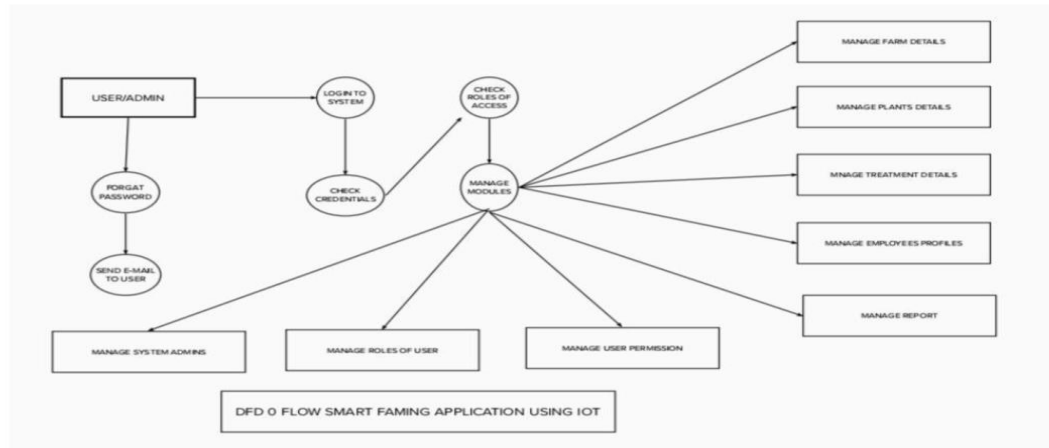 MANAGE FARM DETAILS
USER/ADMIN
LOGIN TO
SYSTEM
CHECK
ROLES OF
ACCESS
MANAGE PLANTS DETAILS
FORGAT
PASSWORD
CHECK
CREDENTIALS
MANAGE
MODULES
MNAGE TREATMENT DETAILS
MANAGE EMPLOYEES PROFILES
SEND E-MAIL
TO USER
MANAGE REPORT
MANAGE SYSTEM ADMINS
MANAGE ROLES OF USER
MANAGE USER PERMISSION
DFD 0 FLOW SMART FAMING APPLICATION USING IOT